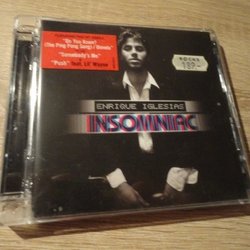 "Do You Know?
(The Ping Pong Song) / Dimelo"
"Somebody's Me"
"Push" feat. Lil' Wayne
ENRIQUE IGLESIAS
INSOMNIAC